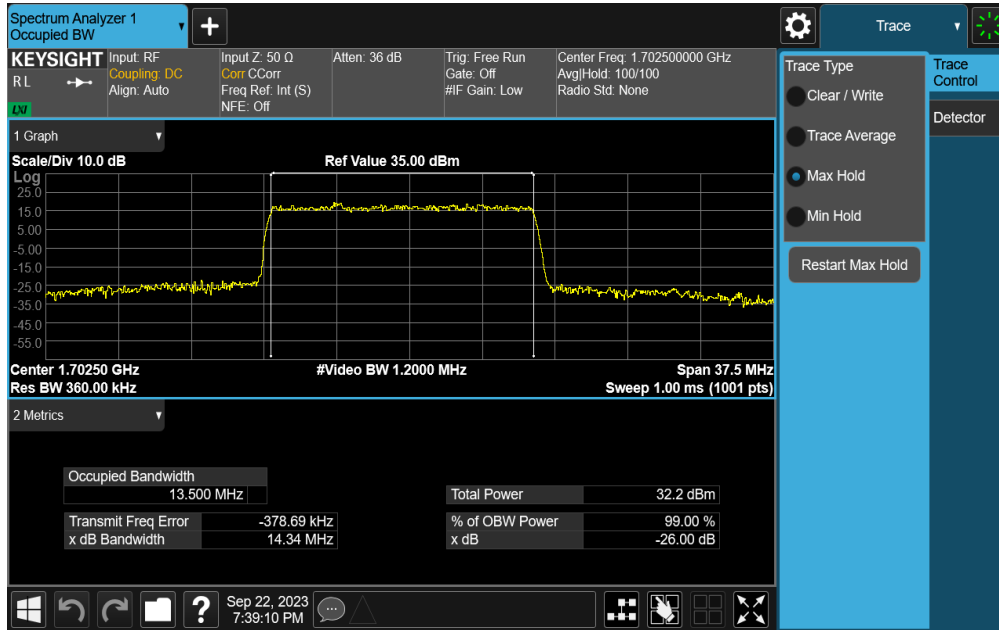 Spectrum Analyzer 1
Occupied BW
Trace
KEYSIGHT
R L
LXI
Input: RF
Coupling: DC
Align: Auto
Input Z: 50 Ω
Corr CCorr
Freq Ref: Int (S)
NFE: Off
Atten: 36 dB
Trig: Free Run
Gate: Off
#IF Gain: Low
Center Freq: 1.702500000 GHz
Avg|Hold: 100/100
Radio Std: None
Trace Type
Clear / Write
Trace Average
Max Hold
Min Hold
Restart Max Hold
Trace
Control
Detector
1 Graph
Scale/Div 10.0 dB
Ref Value 35.00 dBm
Log
25.0
15.0
5.00
-5.00
-15.0
-25.0
-35.0
-45.0
-55.0
Center 1.70250 GHz
#Video BW 1.2000 MHz
Span 37.5 MHz
Res BW 360.00 kHz
Sweep 1.00 ms (1001 pts)
2 Metrics
Occupied Bandwidth
13.500 MHz
Total Power 32.2 dBm
Transmit Freq Error -378.69 kHz
% of OBW Power 99.00 %
x dB Bandwidth 14.34 MHz
x dB -26.00 dB
?
Sep 22, 2023
7:39:10 PM